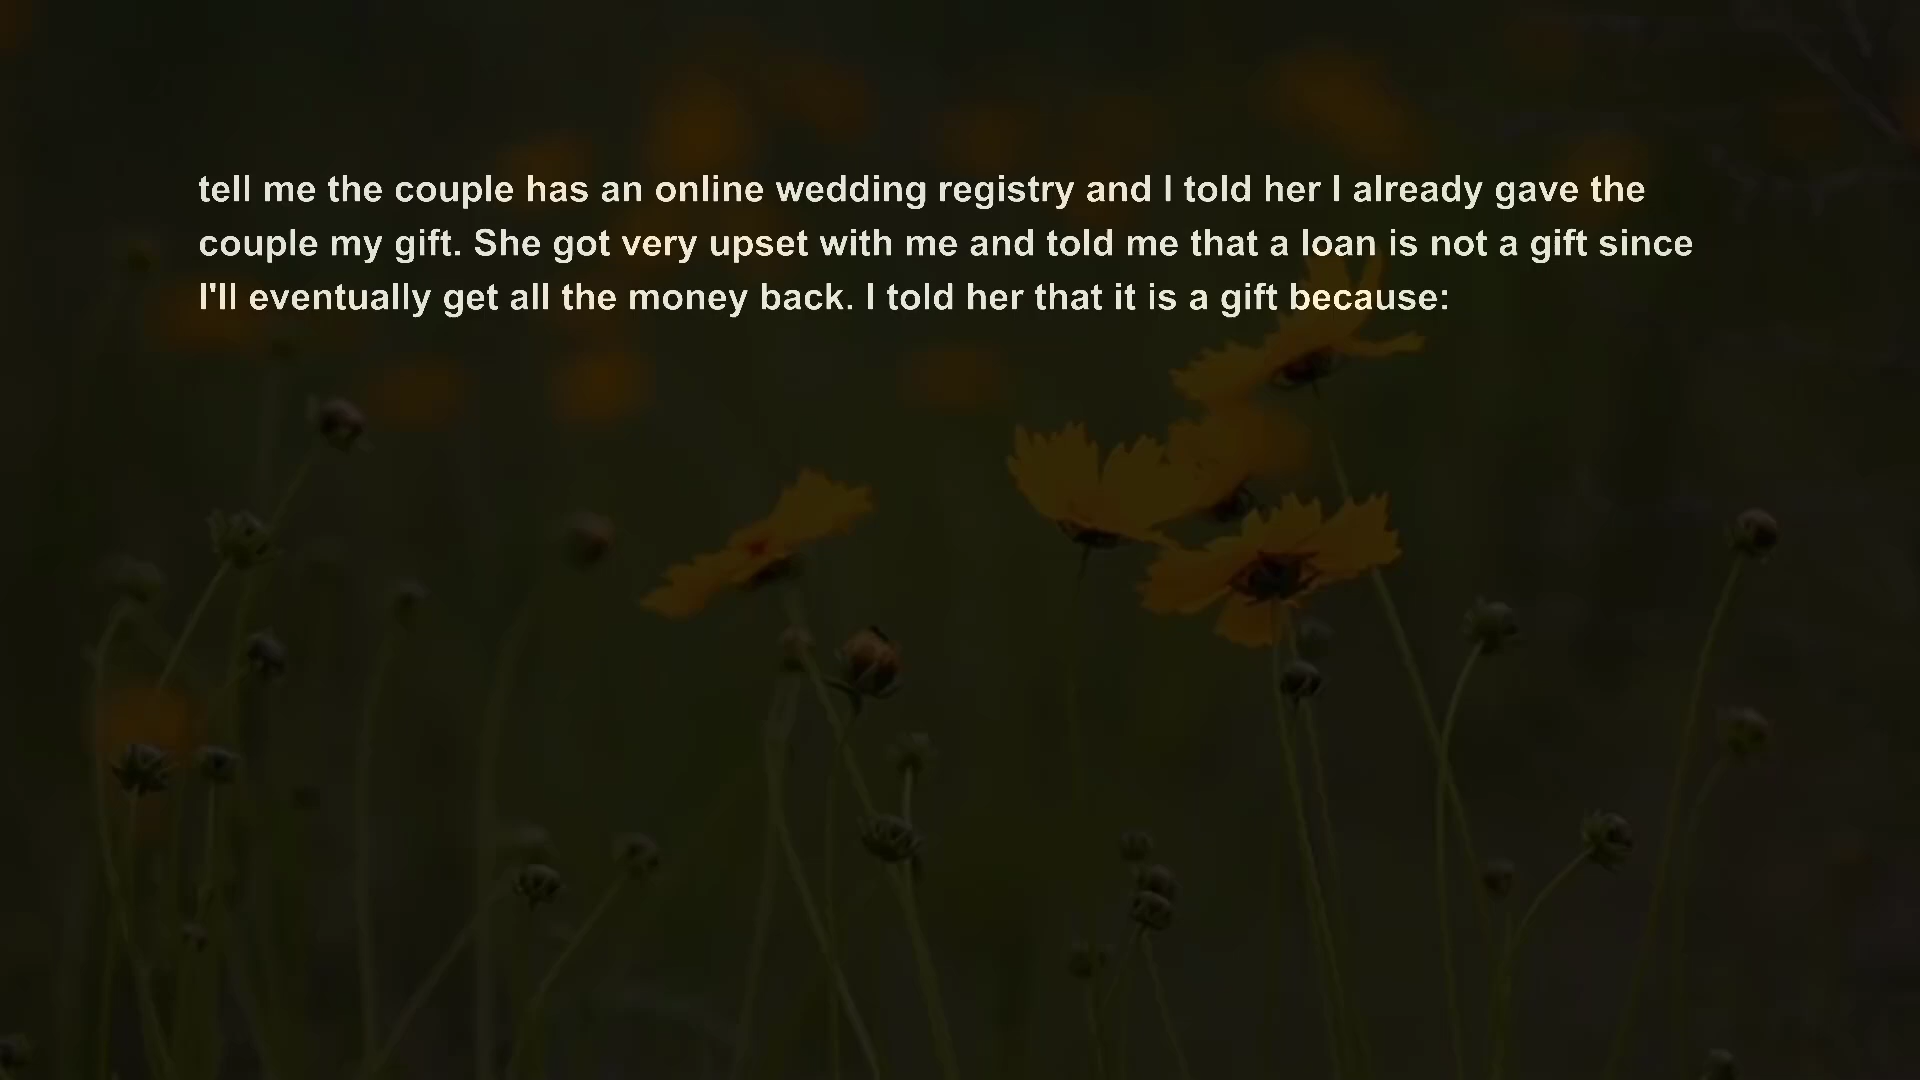 tell me the couple has an online wedding registry and I told her I already gave the
couple my gift. She got very upset with me and told me that a loan is not a gift since
I'll eventually get all the money back. I told her that it is a gift because: